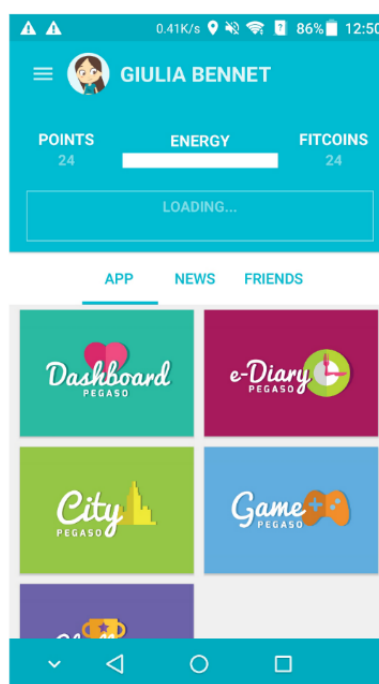 0.41K/s 86% 12:50
GIULIA BENNET
POINTS ENERGY FITCOINS
24 24
LOADING...
APP NEWS FRIENDS
Dashboard
PEGASO
e-Diary
PEGASO
City
PEGASO
Game
PEGASO